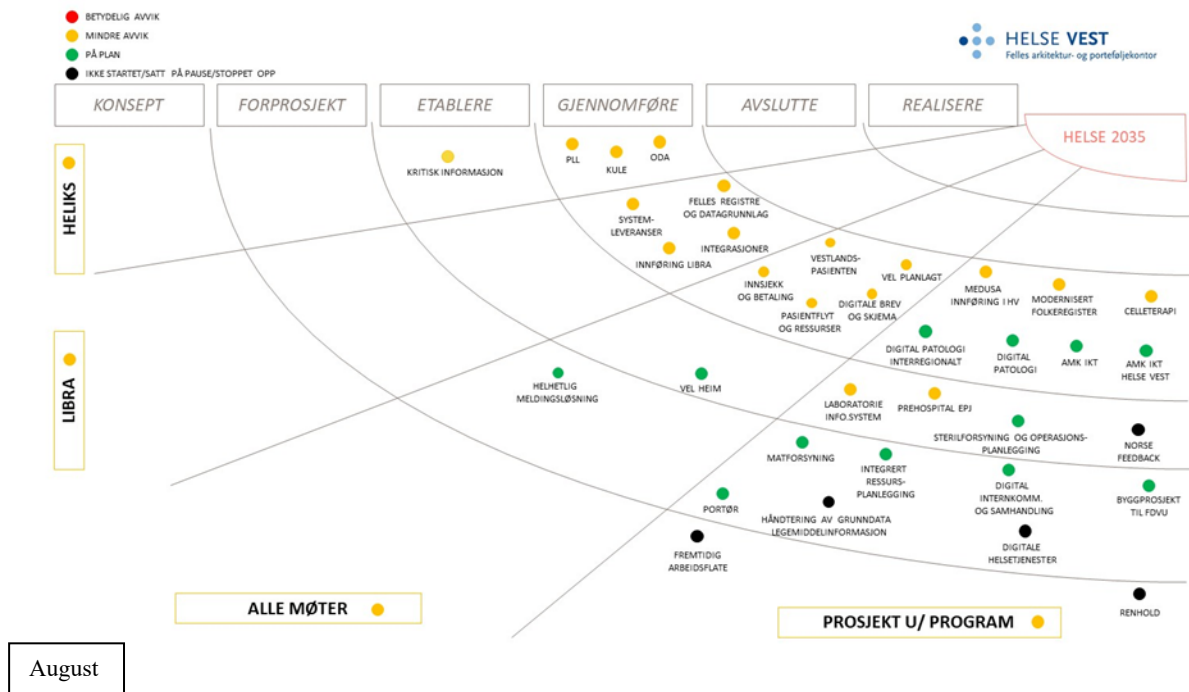 BETYDELIG AVVIK
MINDRE AVVIK
PÅ PLAN
IKKE STARTET/SATT PÅ PAUSE/STOPPET OPP
HELSE VEST
Felles arkitektur- og porteføljekontor
KONSEPT
FORPROSJEKT
ETABLERE
GJENNOMFØRE
AVSLUTTE
REALISERE
HELSE 2035
HELIKS
KRITISK INFORMASJON
PLL
KULE
ODA
SYSTEM-
LEVERANSER
FELLES REGISTRE
OG DATAGRUNNLAG
INNFØRING LIBRA
INTEGRASJONER
VESTLANDS-
PASIENTEN
INNSJEKK
OG BETALING
VEL PLANLAGT
PASIENTFLYT
OG RESSURSER
DIGITALE BREV
OG SKJEMA
MEDUSA
INNFØRING I HV
MODERNISERT
FOLKEREGISTER
CELLETERAPI
LIBRA
DIGITAL PATOLOGI
INTERREGIONALT
DIGITAL
PATOLOGI
AMK IKT
AMK IKT
HELSE VEST
HELHETLIG
MELDINGSLØSNING
VEL HEIM
LABORATORIE
INFO.SYSTEM
PREHOSPITAL EPJ
STERILFORSYNING OG OPERASJONS-
PLANLEGGING
NORSE
FEEDBACK
MATFORSYNING
INTEGRERT
RESSURS-
PLANLEGGING
DIGITAL
INTERNKOMM.
OG SAMHANDLING
BYGGPROSJEKT
TIL FDVU
PORTØR
HÅNDTERING AV GRUNNDATA
LEGEMIDDELINFORMASJON
FREMTIDIG
ARBEIDSFLATE
DIGITALE
HELSETJENESTER
RENHOLD
ALLE MØTER
PROSJEKT U/ PROGRAM
August